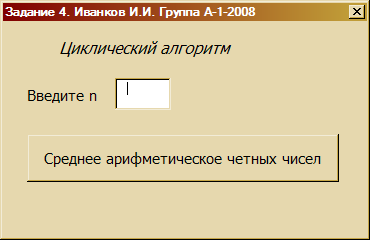 Задание 4. Иванков И.И. Группа А-1-2008
Циклический алгоритм
Введите n
Среднее арифметическое четных чисел